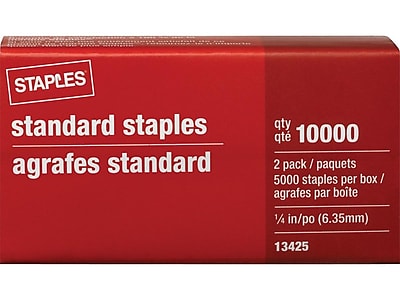 STAPLES
standard staples
agrafes standard
qty
qté 10000
2 pack / paquets
5000 staples per box /
agrafes par boîte
¼ in/po (6.35mm)
13425